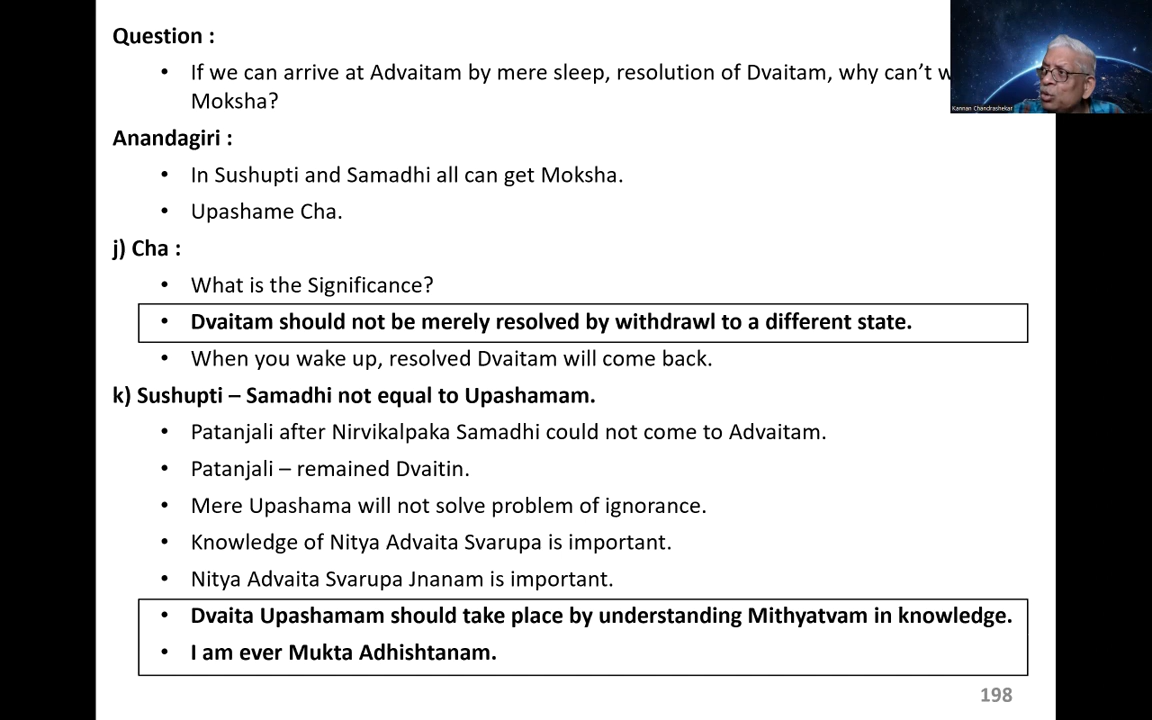 Question :
• If we can arrive at Advaitam by mere sleep, resolution of Dvaitam, why can't
Moksha?
Anandagiri :
• In Sushupti and Samadhi all can get Moksha.
• Upashame Cha.
j) Cha :
• What is the Significance?
• Dvaitam should not be merely resolved by withdrawl to a different state.
• When you wake up, resolved Dvaitam will come back.
k) Sushupti – Samadhi not equal to Upashamam.
• Patanjali after Nirvikalpaka Samadhi could not come to Advaitam.
• Patanjali – remained Dvaitin.
• Mere Upashama will not solve problem of ignorance.
• Knowledge of Nitya Advaita Svarupa is important.
• Nitya Advaita Svarupa Jnanam is important.
• Dvaita Upashamam should take place by understanding Mithyatvam in knowledge.
• I am ever Mukta Adhishtanam.
198
Kannan Chandrashekar